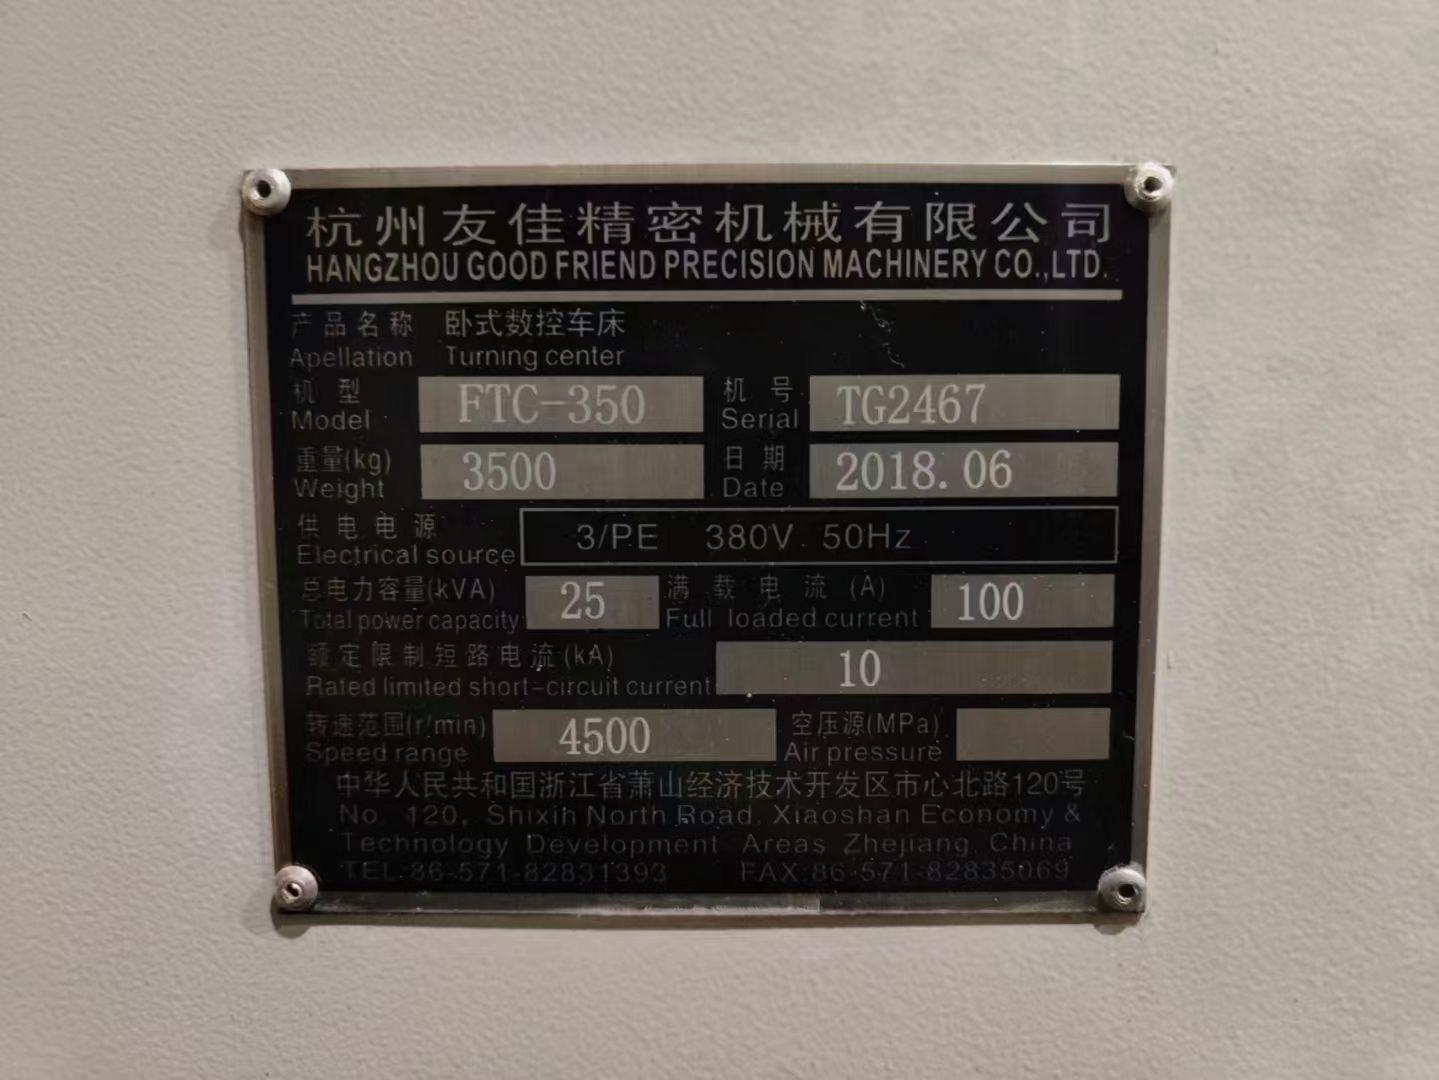 杭州友佳精密机械有限公司
HANGZHOU GOOD FRIEND PRECISION MACHINERY CO.,LTD.
产品名称 卧式数控车床
Apellation Turning center
机型 FTC-350 机号 TG2467
Model Serial
重量(kg) 3500 日期 2018.06
Weight Date
供电电源 3/PE 380V 50Hz
Electrical source
总电力容量(kVA) 25 满载电流(A) 100
Total power capacity Full loaded current
额定限制短路电流(kA) 10
Rated limited short-circuit current
转速范围(r/min) 4500 空压源(MPa)
Speed range Air pressure
中华人民共和国浙江省萧山经济技术开发区市心北路120号
No. 120, Shixih North Road, Xiaoshan Economy &
Technology Development Areas Zhejiang, China
TEL:86-571-82831393 FAX:86-571-82835069